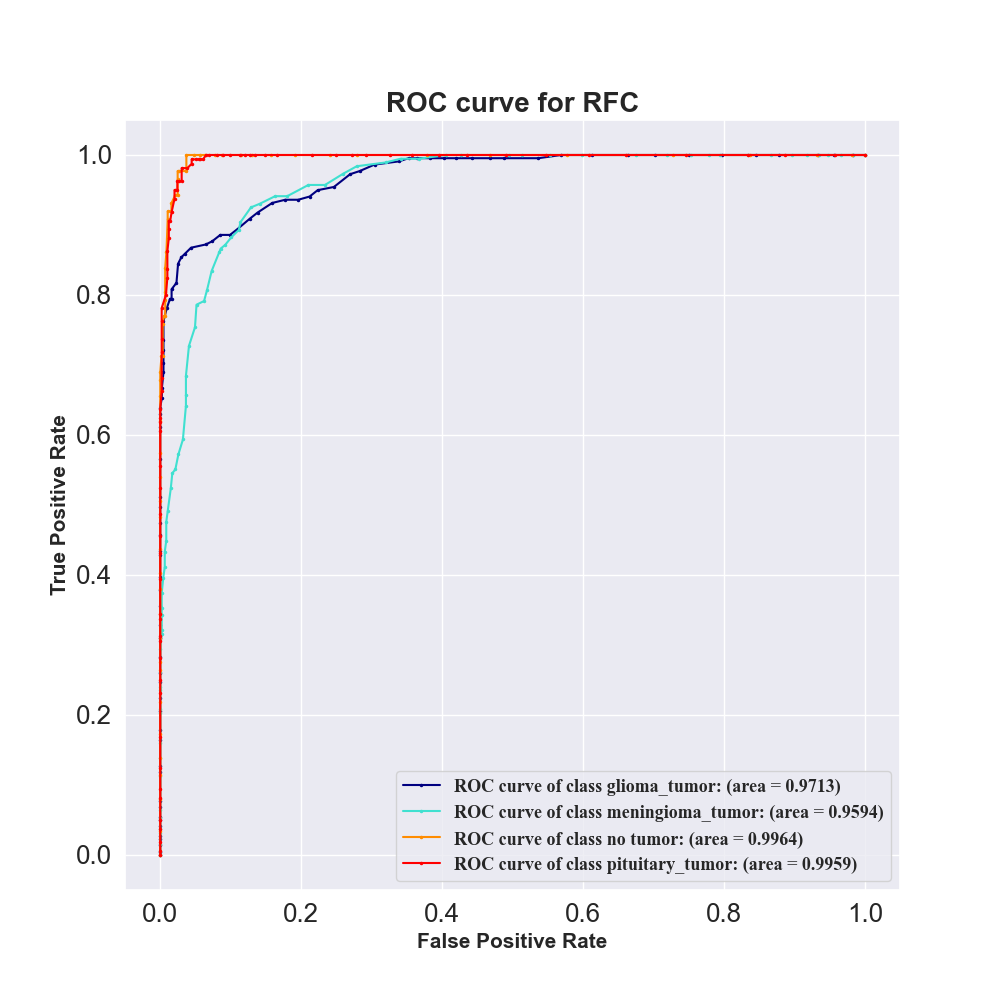 ROC curve for RFC
True Positive Rate
1.0
0.8
0.6
0.4
0.2
0.0
ROC curve of class glioma_tumor: (area = 0.9713)
ROC curve of class meningioma_tumor: (area = 0.9594)
ROC curve of class no tumor: (area = 0.9964)
ROC curve of class pituitary_tumor: (area = 0.9959)
0.0 0.2 0.4 0.6 0.8 1.0
False Positive Rate